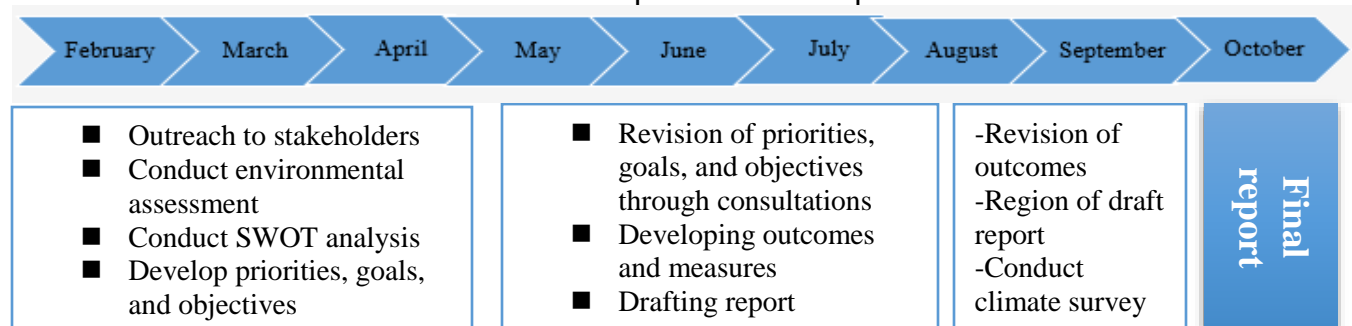 February March April May June July August September October
■ Outreach to stakeholders
■ Conduct environmental
assessment
■ Conduct SWOT analysis
■ Develop priorities, goals,
and objectives
■ Revision of priorities,
goals, and objectives
through consultations
■ Developing outcomes
and measures
■ Drafting report
-Revision of
outcomes
-Region of draft
report
-Conduct
climate survey
Final
report